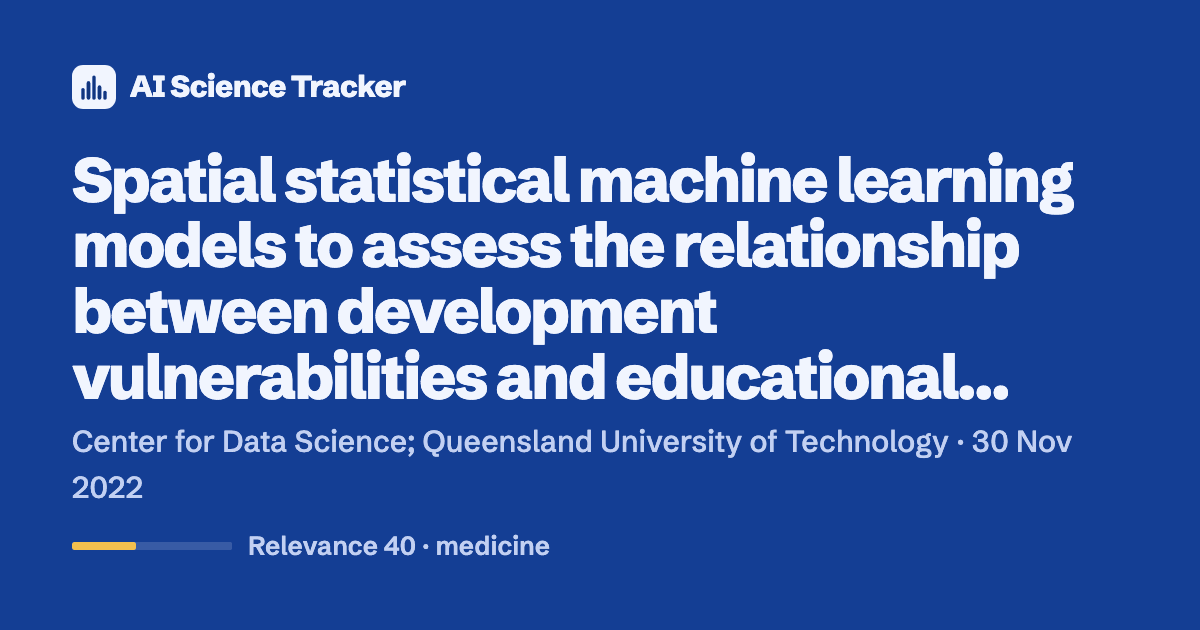 AI Science Tracker
Spatial statistical machine learning
models to assess the relationship
between development
vulnerabilities and educational...
Center for Data Science; Queensland University of Technology · 30 Nov
2022
Relevance 40 · medicine